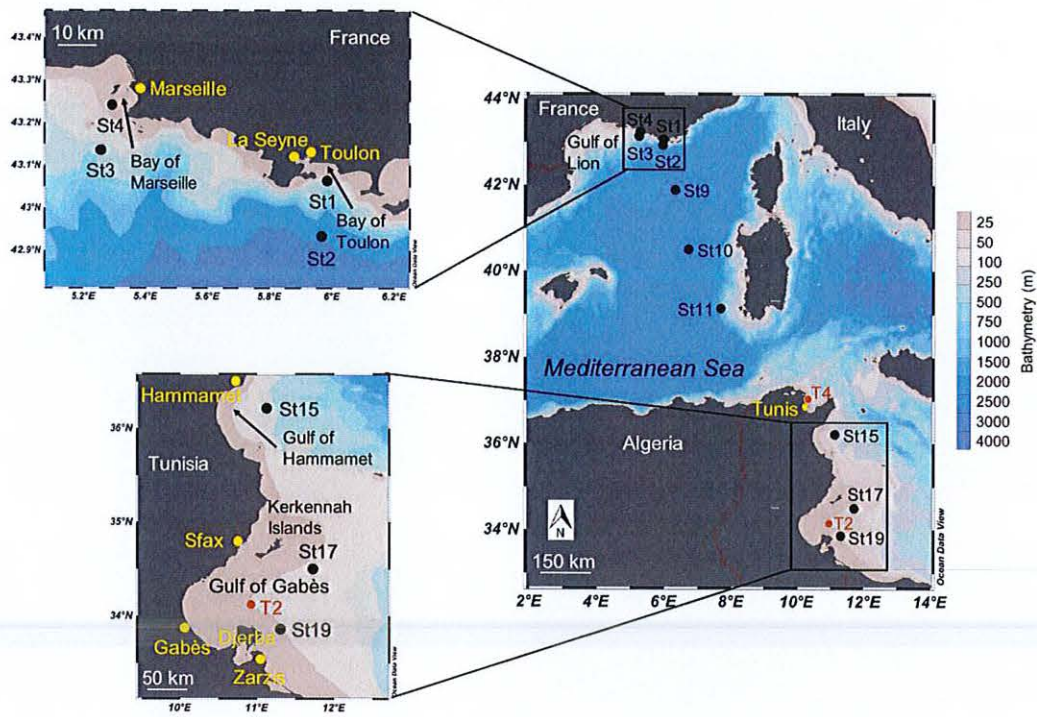 10 km
France
43.4°N
43.3°N
43.2°N
43.1°N
43°N
42.9°N
Marseille
St4
La Seyne
Toulon
St3
Bay of
Marseille
St1
Bay of
Toulon
St2
Ocean Data View
5.2°E
5.4°E
5.6°E
5.8°E
6°E
6.2°E
44°N
42°N
40°N
38°N
36°N
34°N
France
St4
St1
Italy
Gulf of
Lion
St3
St2
St9
St10
St11
Mediterranean Sea
T4
Tunis
Algeria
St15
St17
T2
St19
N
150 km
Ocean Data View
2°E
4°E
6°E
8°E
10°E
12°E
14°E
25
50
100
250
500
750
1000
1500
2000
2500
3000
4000
Bathymetry (m)
Hammamet
St15
36°N
Gulf of
Hammamet
Tunisia
35°N
Kerkennah
Islands
Sfax
St17
Gulf of Gabès
34°N
T2
Djerba
St19
Gabès
Zarzis
50 km
Ocean Data View
10°E
11°E
12°E